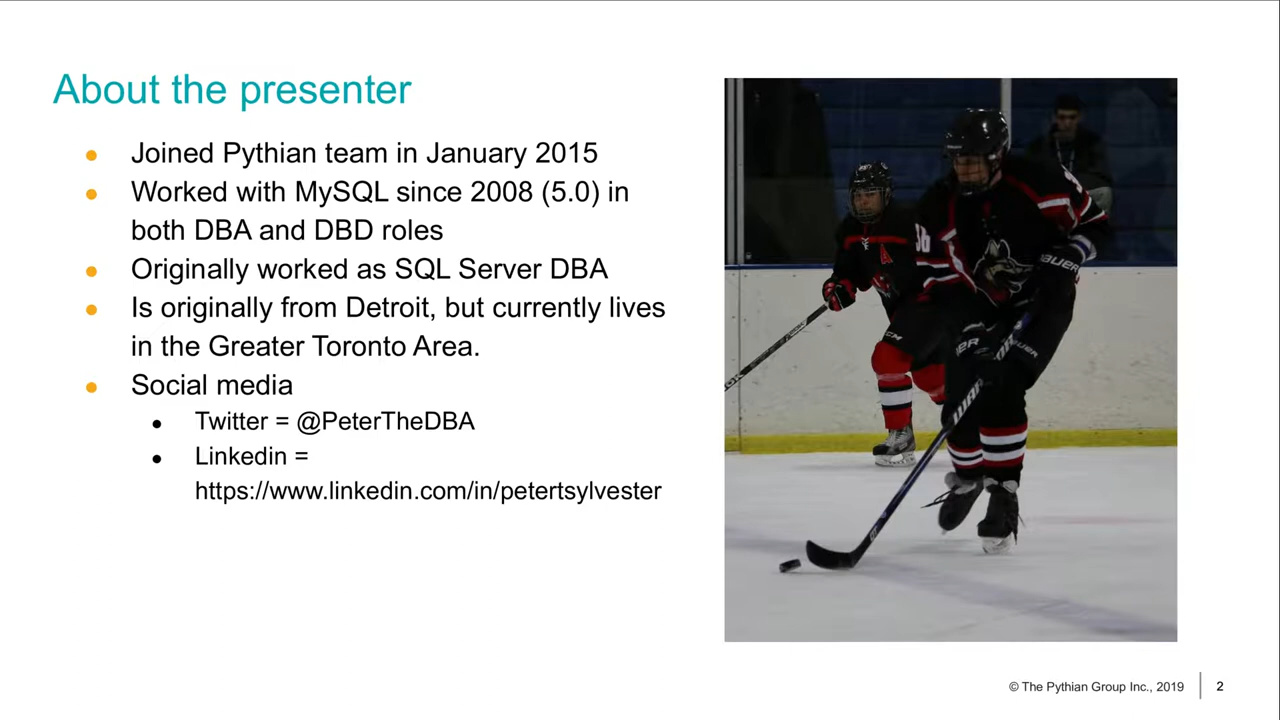 About the presenter
Joined Pythian team in January 2015
Worked with MySQL since 2008 (5.0) in
both DBA and DBD roles
Originally worked as SQL Server DBA
Is originally from Detroit, but currently lives
in the Greater Toronto Area.
Social media
Twitter = @PeterTheDBA
Linkedin =
https://www.linkedin.com/in/petertsylvester
A
BAUER
CCM
WARR
© The Pythian Group Inc., 2019
2